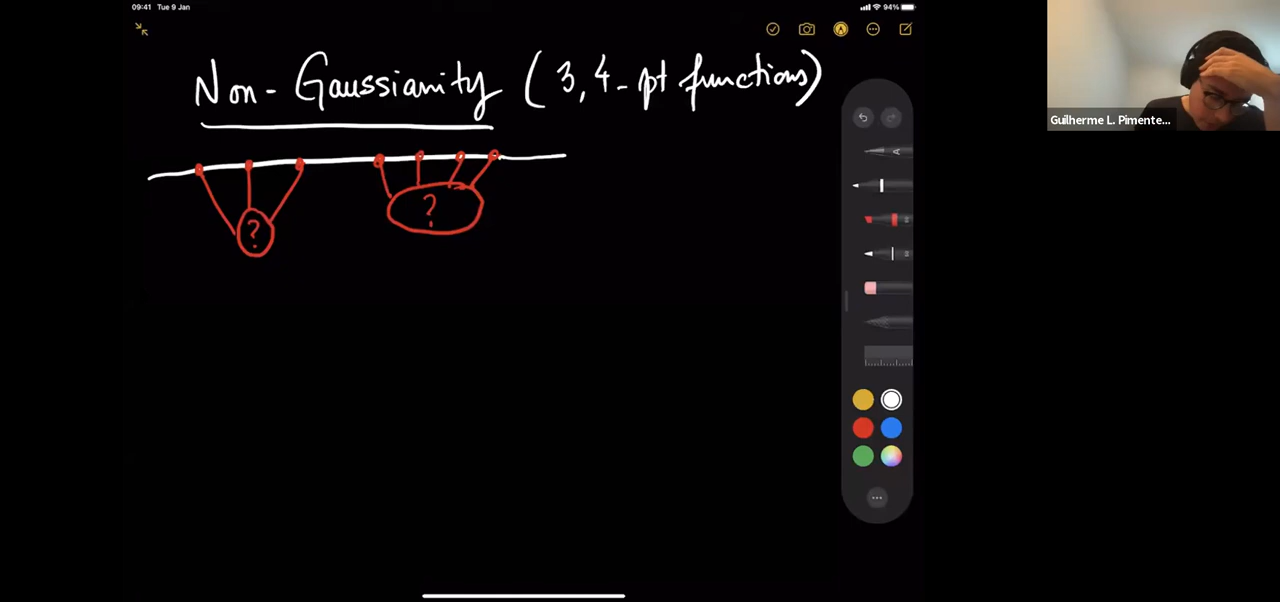 09:41 Tue 9 Jan
94%
Non-Gaussianity (3,4-pt functions)
? ?
A
Guilherme L. Pimente...